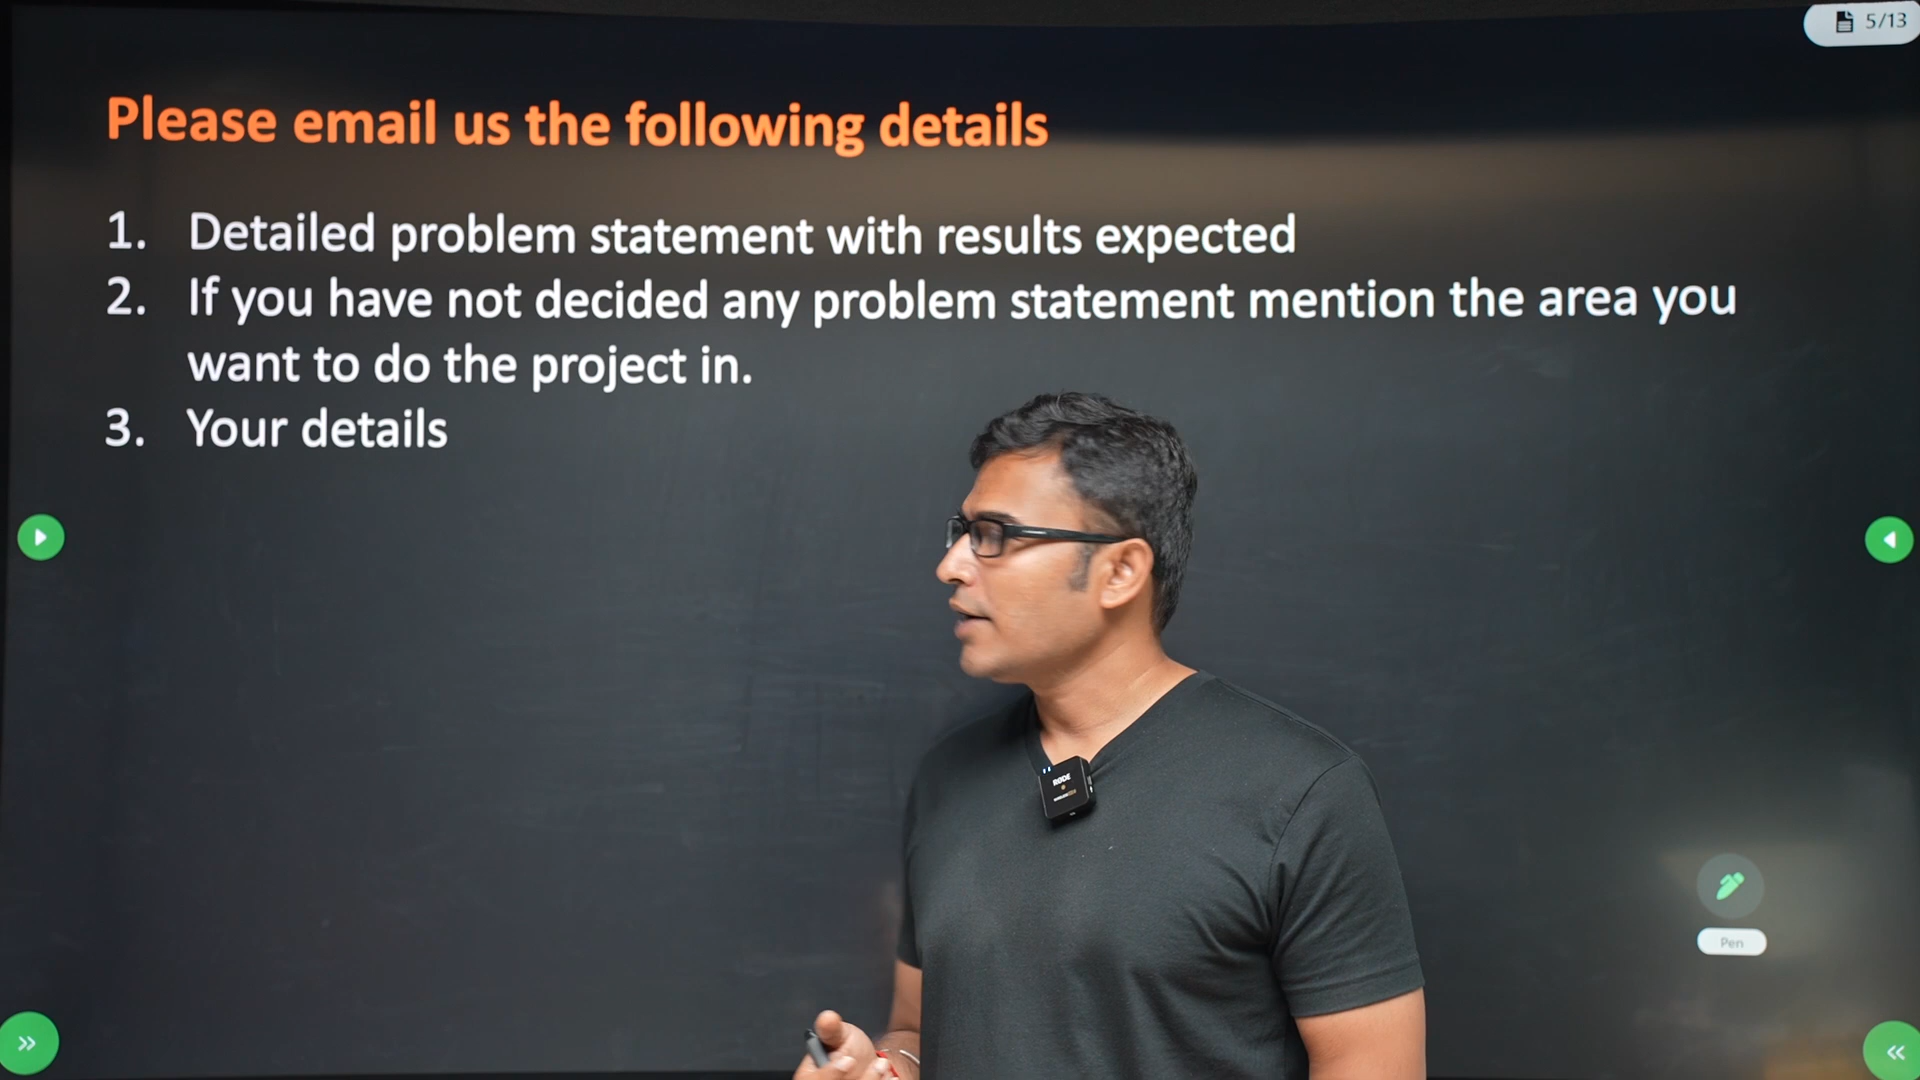 5/13
Please email us the following details
1. Detailed problem statement with results expected
2. If you have not decided any problem statement mention the area you
want to do the project in.
3. Your details
RØDE
Pen